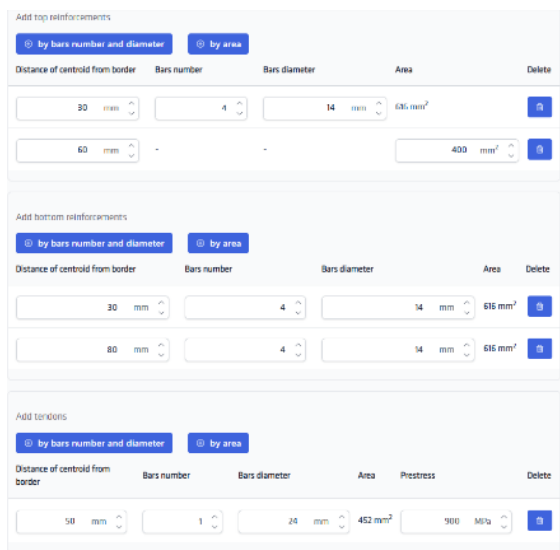 Add top reinforcements
by bars number and diameter by area
Distance of centroid from border Bars number Bars diameter Area Delete
30 mm 4 14 mm 616 mm²
60 mm - - 400 mm²
Add bottom reinforcements
by bars number and diameter by area
Distance of centroid from border Bars number Bars diameter Area Delete
30 mm 4 14 mm 616 mm²
80 mm 4 14 mm 616 mm²
Add tendons
by bars number and diameter by area
Distance of centroid from
border Bars number Bars diameter Area Prestress Delete
50 mm 1 24 mm 452 mm² 900 MPa